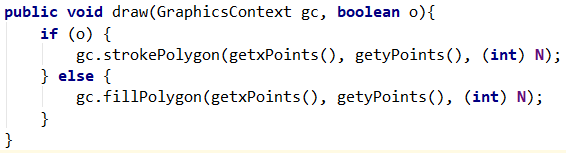 public void draw(GraphicsContext gc, boolean o){
    if (o) {
        gc.strokePolygon(getxPoints(), getyPoints(), (int) N);
    } else {
        gc.fillPolygon(getxPoints(), getyPoints(), (int) N);
    }
}